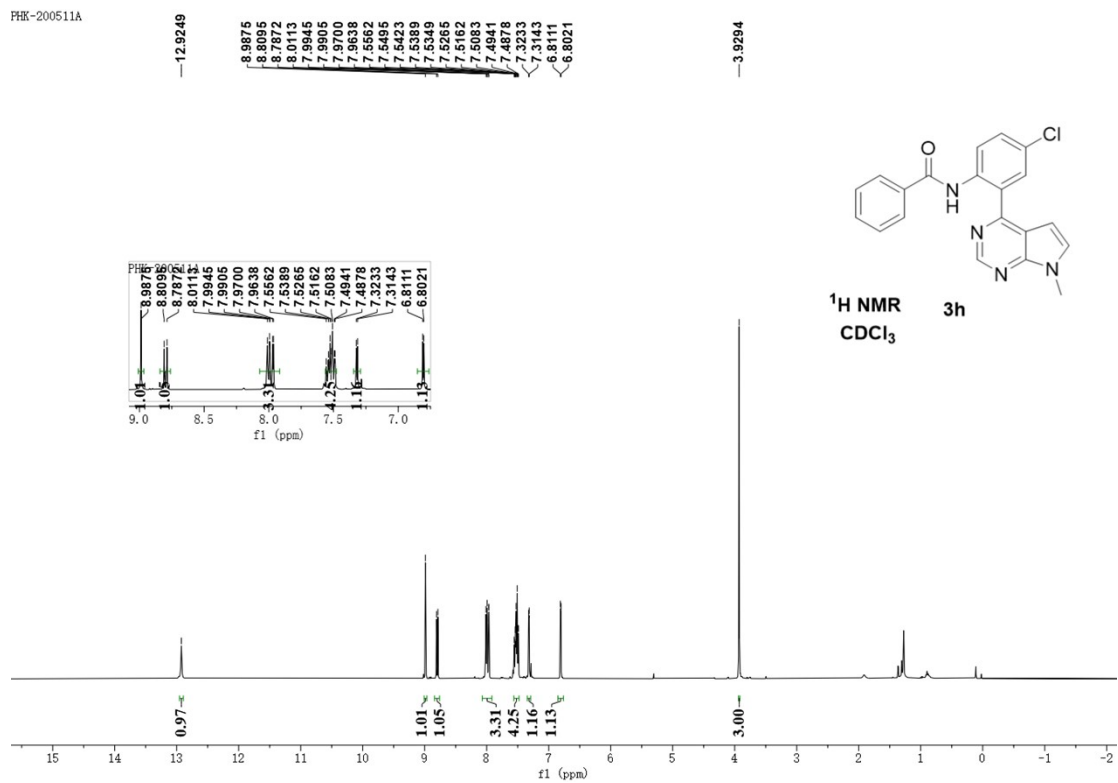 PHK-200511A
12.9249
8.9875
8.8095
8.7872
8.0113
7.9945
7.9905
7.9700
7.9638
7.5562
7.5495
7.5423
7.5389
7.5349
7.5265
7.5162
7.5083
7.4941
7.4878
7.3233
7.3143
6.8111
6.8021
3.9294
Cl
O
N
H
N
N
N
¹H NMR 3h
CDCl₃
PHK-200511A
8.9875
8.8095
8.7872
8.0113
7.9945
7.9905
7.9700
7.9638
7.5562
7.5389
7.5265
7.5162
7.5083
7.4941
7.4878
7.3233
7.3143
6.8111
6.8021
1.01 1.05 3.31 4.25 1.16 1.13
9.0 8.5 8.0 7.5 7.0
f1 (ppm)
0.97 1.01 1.05 3.31 4.25 1.16 1.13 3.00
15 14 13 12 11 10 9 8 7 6 5 4 3 2 1 0 -1 -2
f1 (ppm)